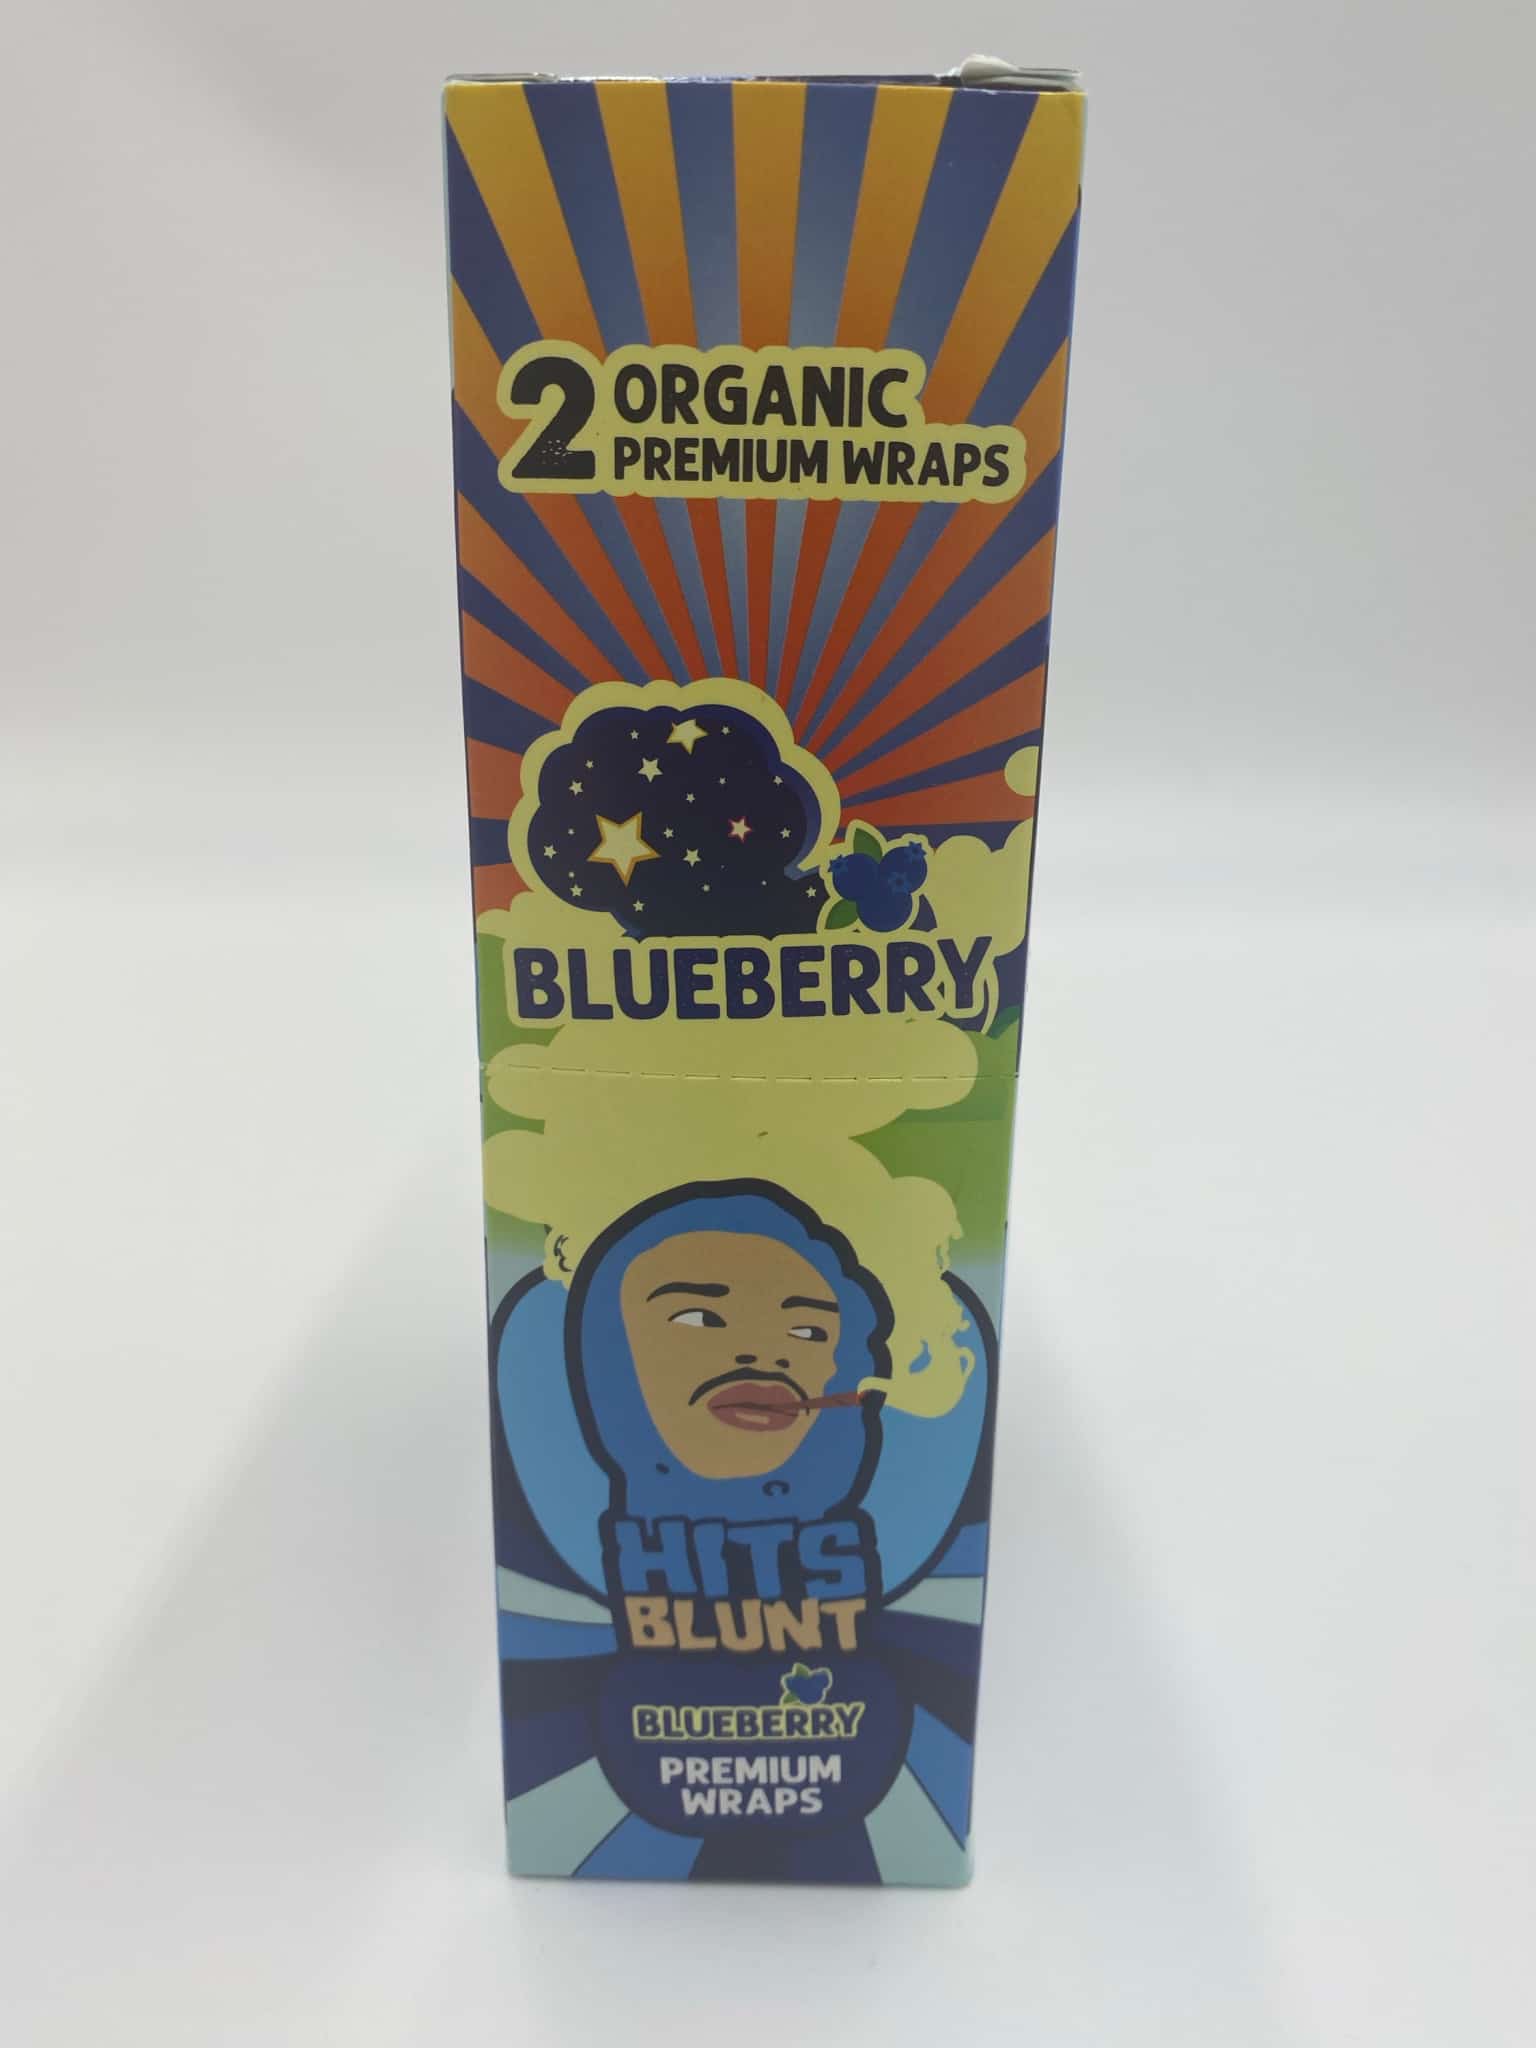 2 ORGANIC
PREMIUM WRAPS
BLUEBERRY
HITS
BLUNT
BLUEBERRY
PREMIUM
WRAPS